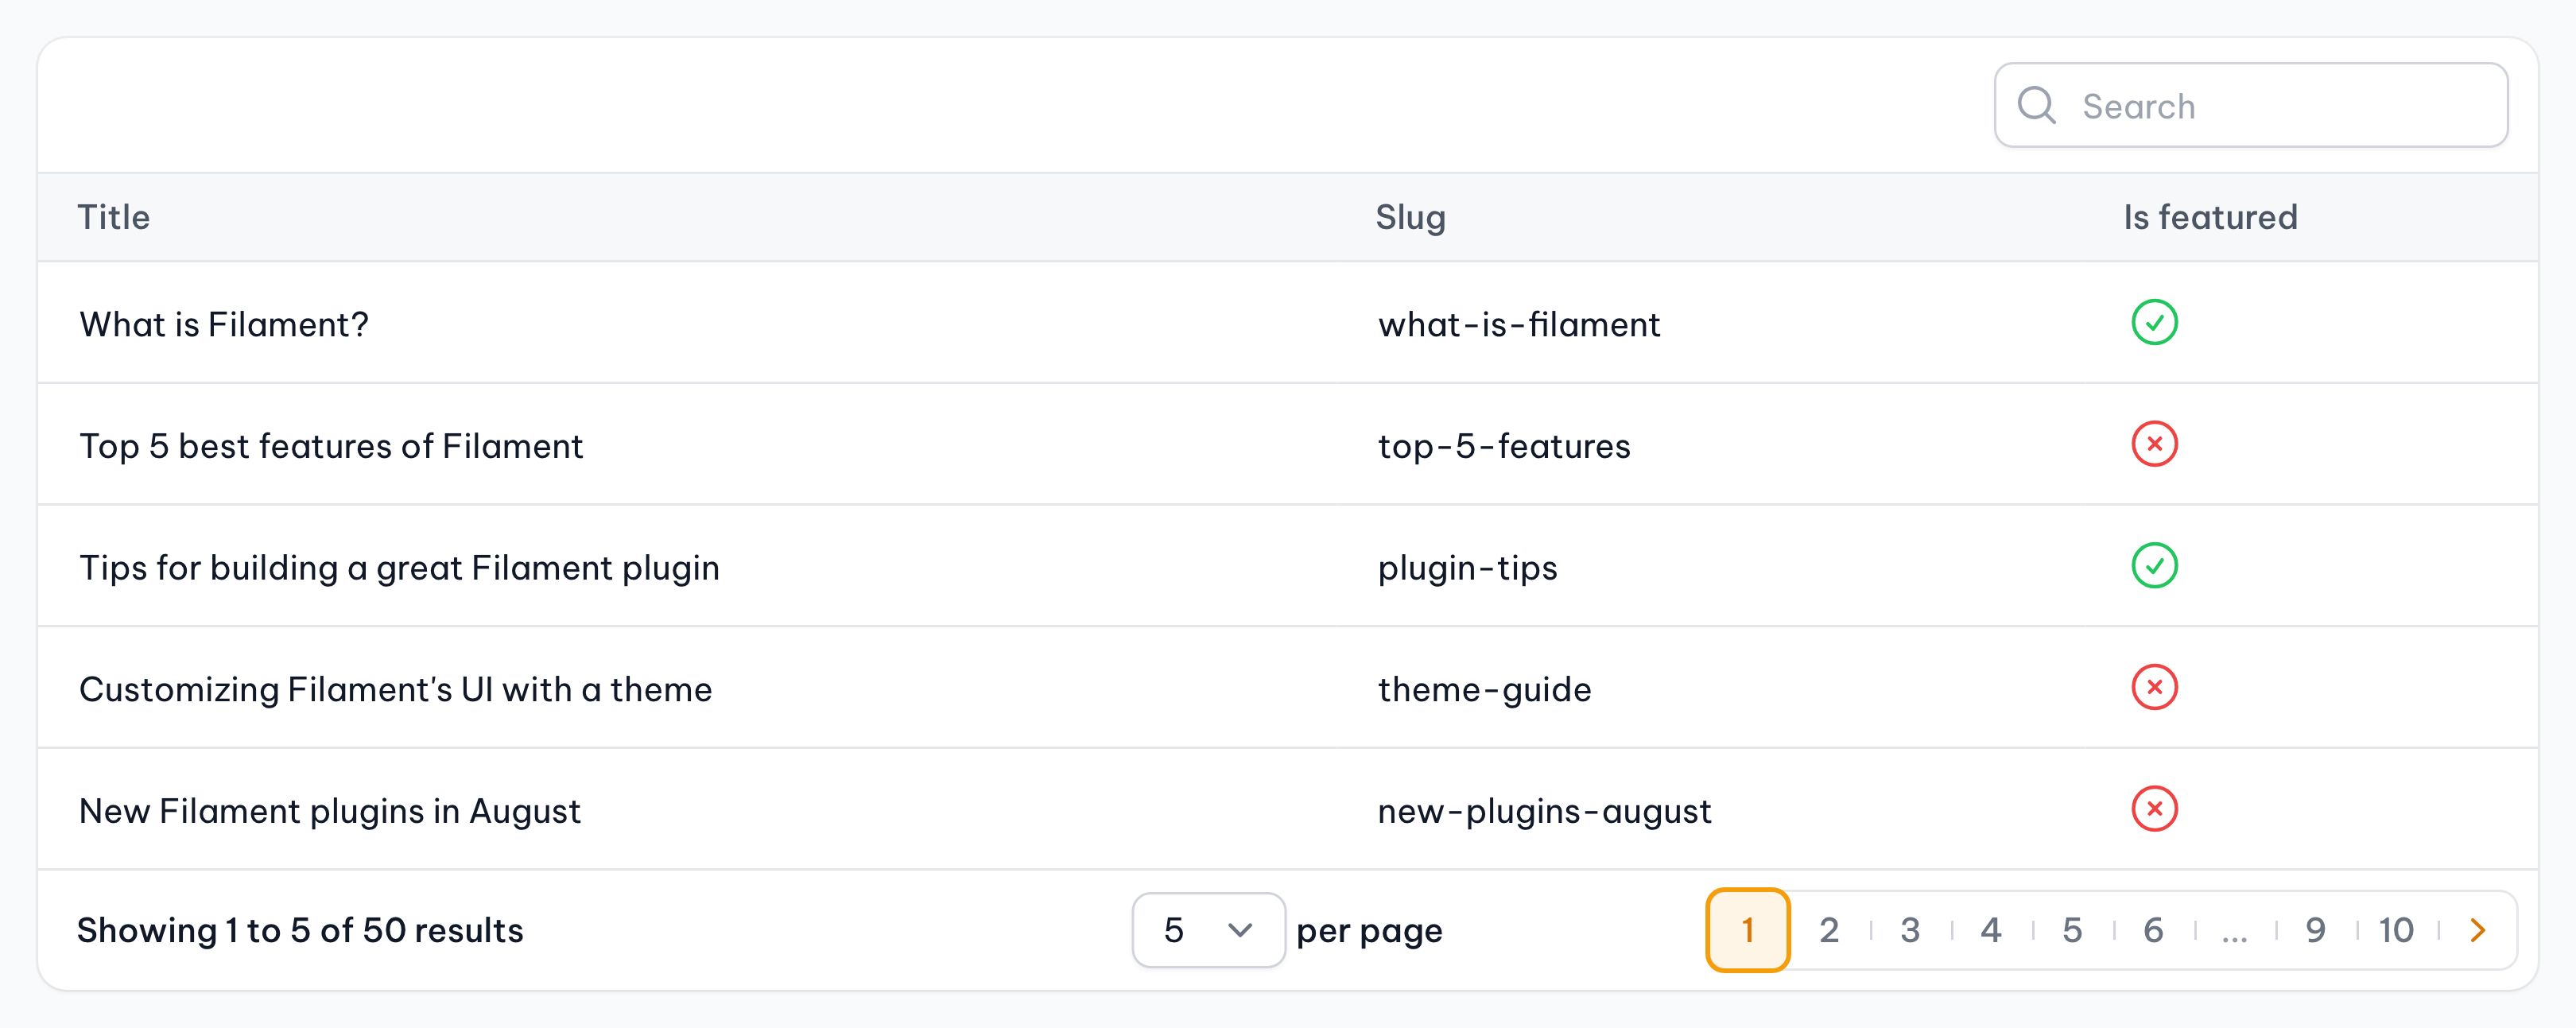 Search
Title Slug Is featured
What is Filament? what-is-filament
Top 5 best features of Filament top-5-features
Tips for building a great Filament plugin plugin-tips
Customizing Filament's UI with a theme theme-guide
New Filament plugins in August new-plugins-august
Showing 1 to 5 of 50 results 5 per page 1 2 3 4 5 6 ... 9 10